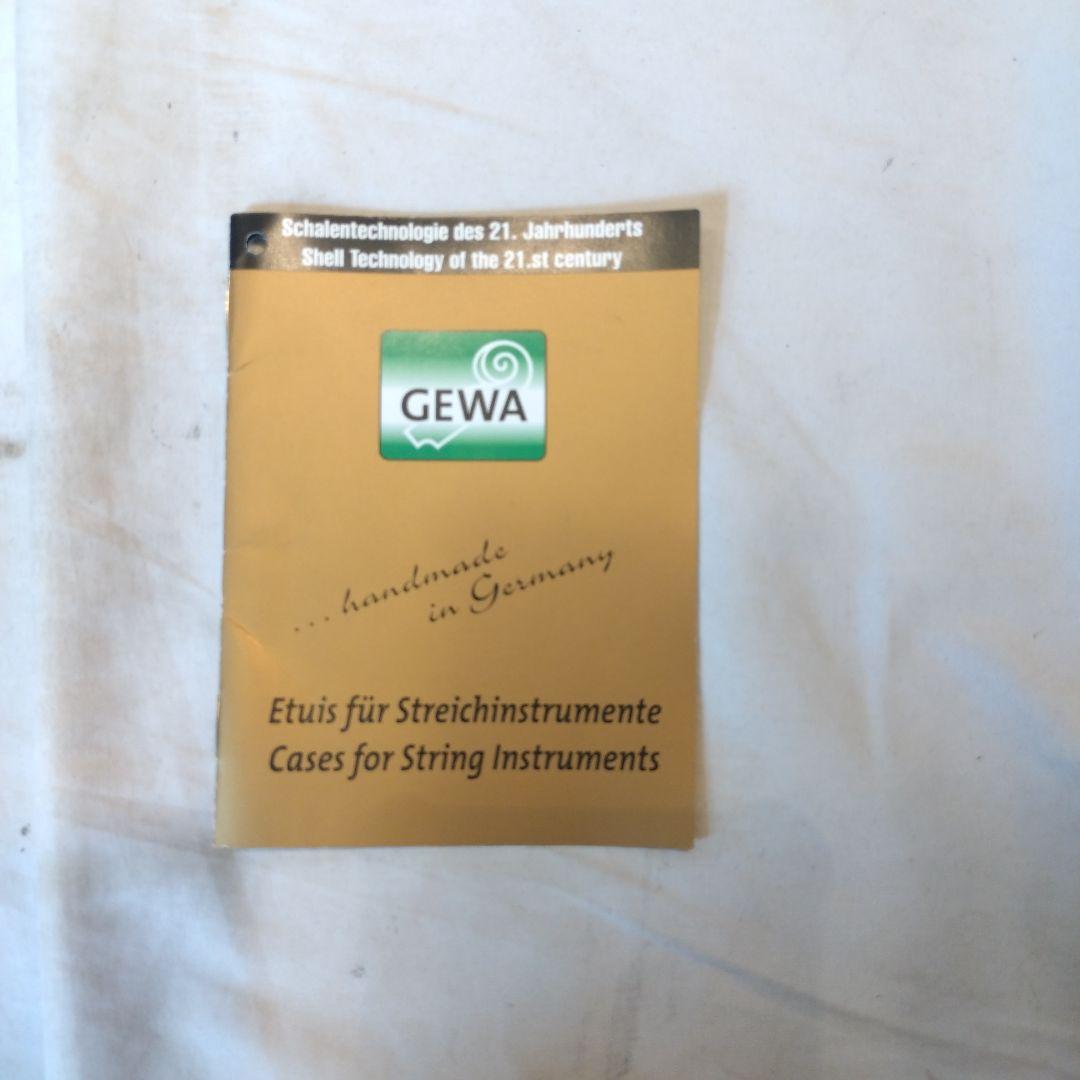 Schalentechnologie des 21. Jahrhunderts
Shell Technology of the 21.st century
GEWA
... handmade
in Germany
Etuis für Streichinstrumente
Cases for String Instruments